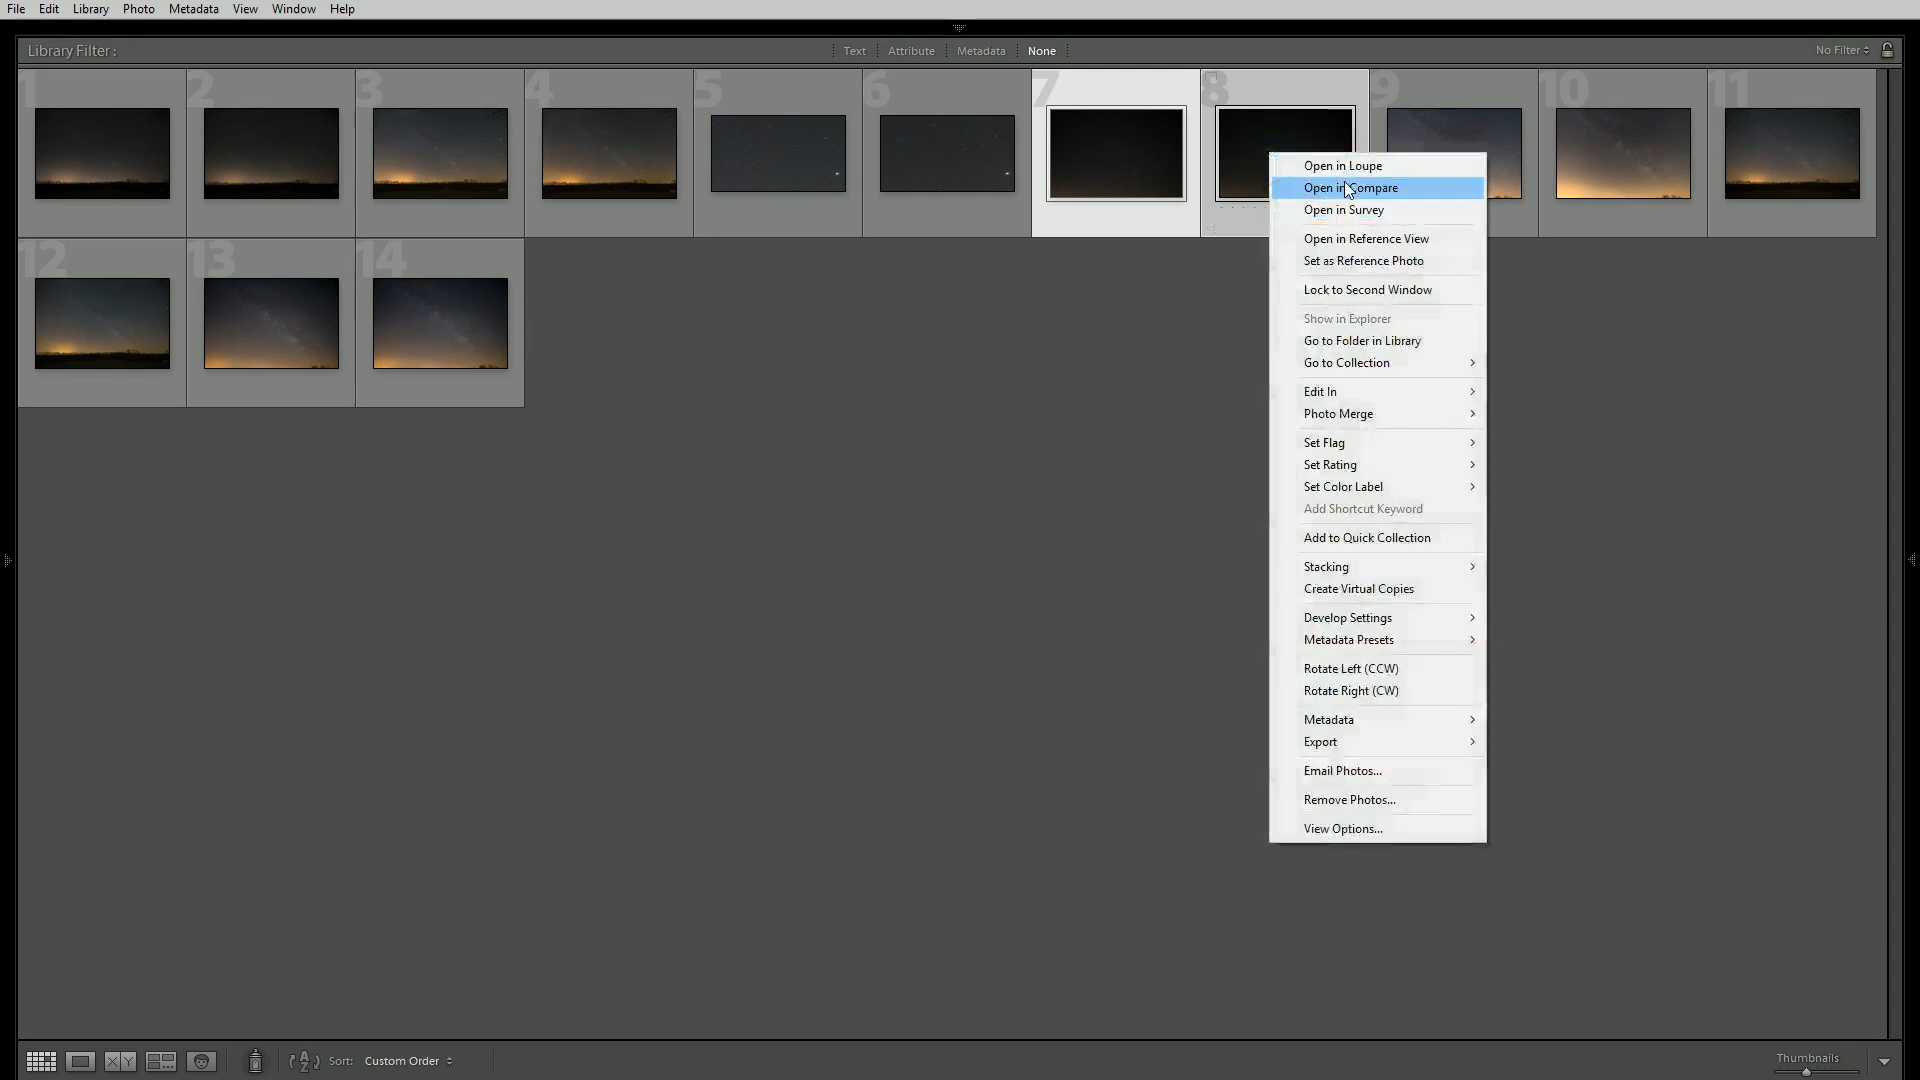 File Edit Library Photo Metadata View Window Help
Library Filter : Text Attribute Metadata None No Filter
1 2 3 4 5 6 7 8 9 10 11
12 13 14
Open in Loupe
Open in Compare
Open in Survey
Open in Reference View
Set as Reference Photo
Lock to Second Window
Show in Explorer
Go to Folder in Library
Go to Collection
Edit In
Photo Merge
Set Flag
Set Rating
Set Color Label
Add Shortcut Keyword
Add to Quick Collection
Stacking
Create Virtual Copies
Develop Settings
Metadata Presets
Rotate Left (CCW)
Rotate Right (CW)
Metadata
Export
Email Photos...
Remove Photos...
View Options...
X Y A Z Sort: Custom Order Thumbnails